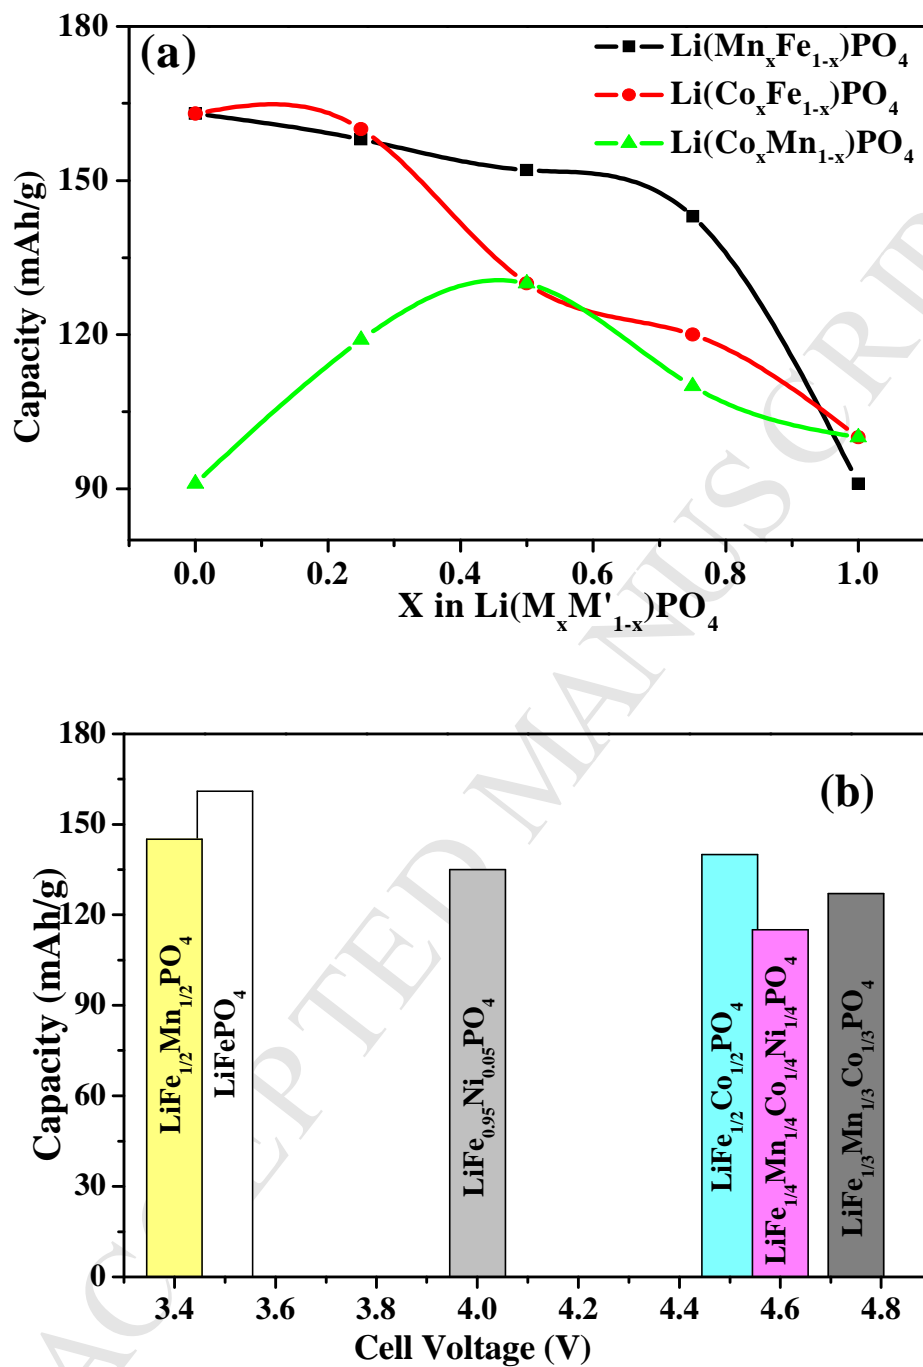 (a)
Li(MnₓFe₁₋ₓ)PO₄
Li(CoₓFe₁₋ₓ)PO₄
Li(CoₓMn₁₋ₓ)PO₄
180
150
120
90
Capacity (mAh/g)
0.0 0.2 0.4 0.6 0.8 1.0
X in Li(MₓM'₁₋ₓ)PO₄
(b)
180
150
120
90
60
30
0
Capacity (mAh/g)
LiFe₁/₂Mn₁/₂PO₄
LiFePO₄
LiFe₀.₉₅Ni₀.₀₅PO₄
LiFe₁/₂Co₁/₂PO₄
LiFe₁/₄Mn₁/₄Co₁/₄Ni₁/₄PO₄
LiFe₁/₃Mn₁/₃Co₁/₃PO₄
3.4 3.6 3.8 4.0 4.2 4.4 4.6 4.8
Cell Voltage (V)
ACCEPTED MANUSCRIP